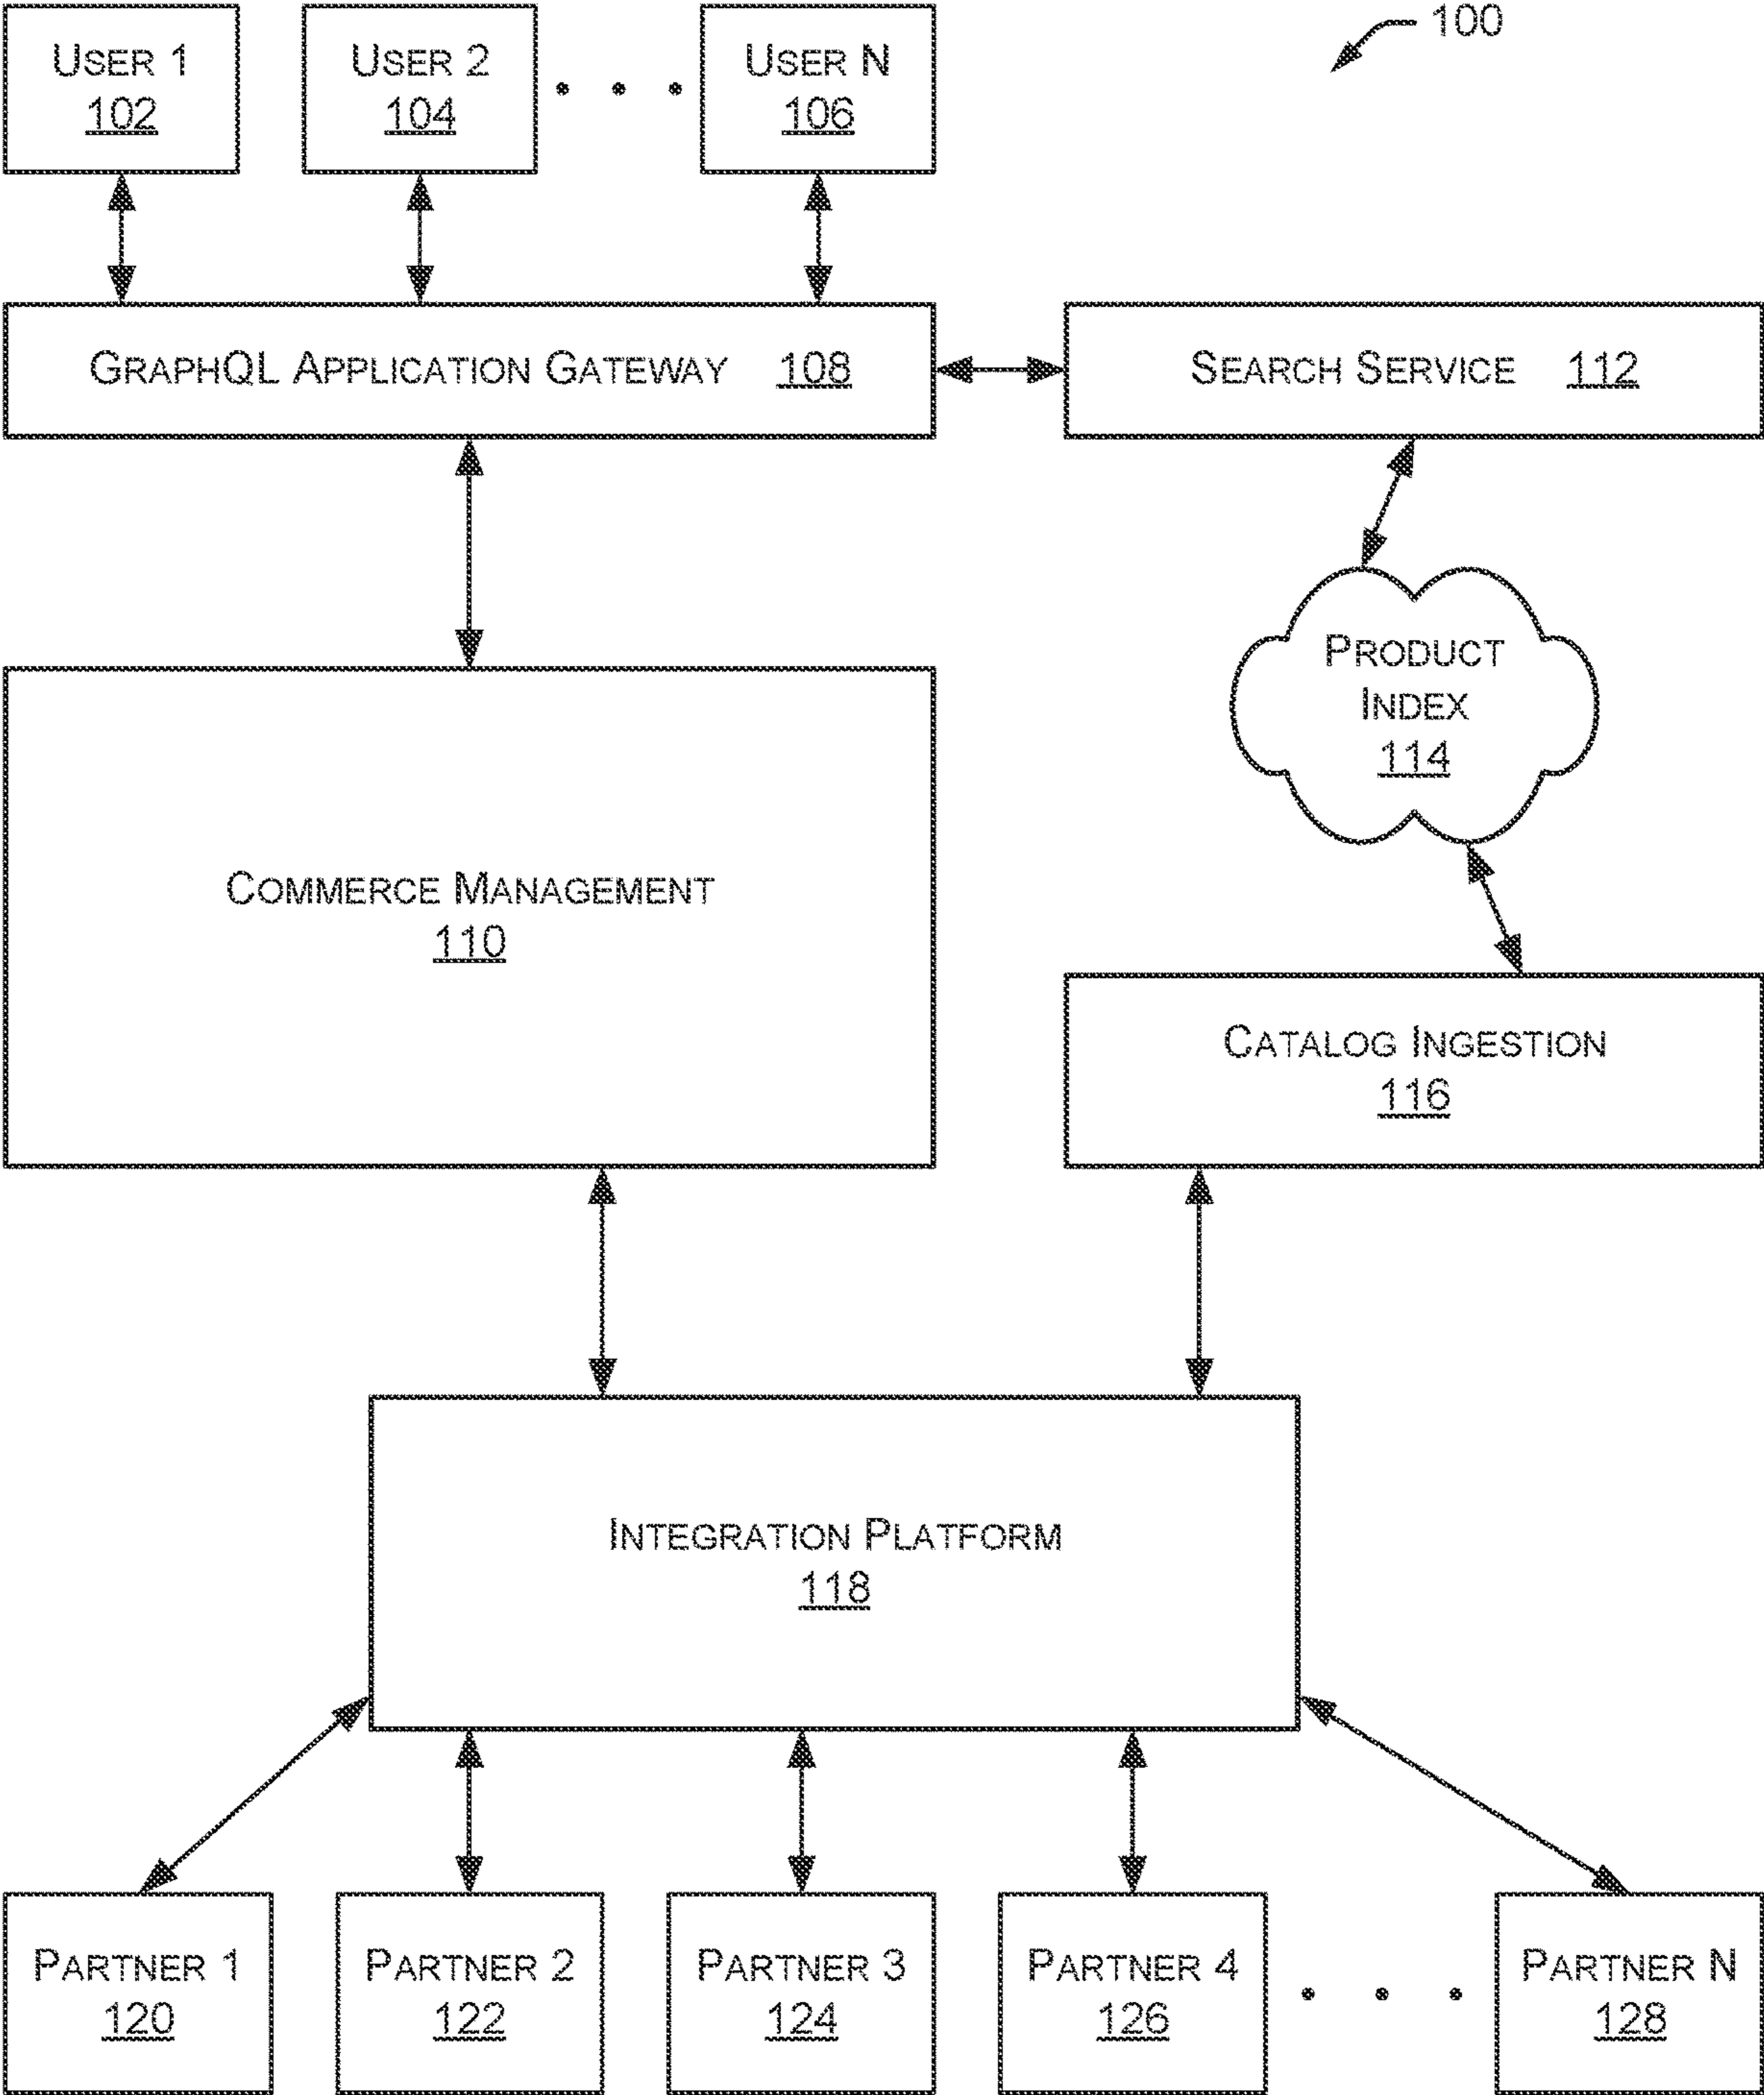 100
User 1
102
User 2
104
User N
106
GraphQL Application Gateway 108
Search Service 112
Product
Index
114
Commerce Management
110
Catalog Ingestion
116
Integration Platform
118
Partner 1
120
Partner 2
122
Partner 3
124
Partner 4
126
Partner N
128